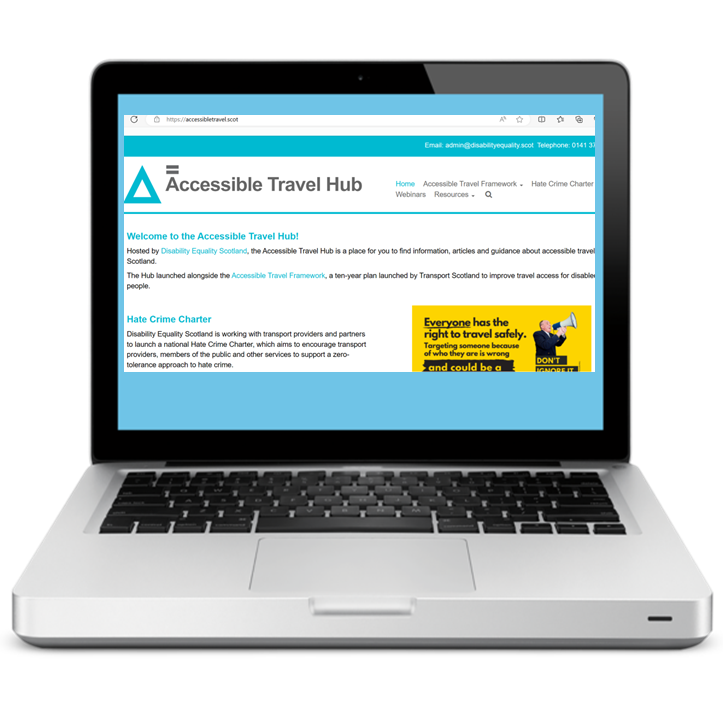 https://accessibletravel.scot
Email: admin@disabilityequality.scot Telephone: 0141 37
Accessible Travel Hub
Home Accessible Travel Framework Hate Crime Charter
Webinars Resources
Welcome to the Accessible Travel Hub!
Hosted by Disability Equality Scotland, the Accessible Travel Hub is a place for you to find information, articles and guidance about accessible travel
Scotland.
The Hub launched alongside the Accessible Travel Framework, a ten-year plan launched by Transport Scotland to improve travel access for disabled
people.
Hate Crime Charter
Disability Equality Scotland is working with transport providers and partners
to launch a national Hate Crime Charter, which aims to encourage transport
providers, members of the public and other services to support a zero-
tolerance approach to hate crime.
Everyone has the
right to travel safely.
Targeting someone because
of who they are is wrong
and could be a
DON'T
IGNORE IT